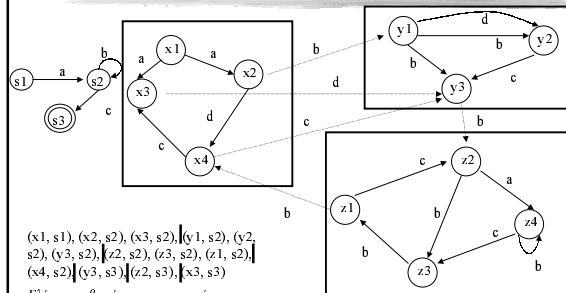 a
b
c
s1
s2
s3
x1
a
a
x2
x3
d
c
x4
b
d
c
b
y1
d
b
y2
b
c
y3
b
z2
c
a
z1
b
z4
c
b
b
z3
(x1, s1), (x2, s2), (x3, s2),|(y1, s2), (y2,
s2), (y3, s2),|(z2, s2), (z3, s2), (z1, s2),|
(x4, s2),|(y3, s3),|(z2, s3),|(x3, s3)